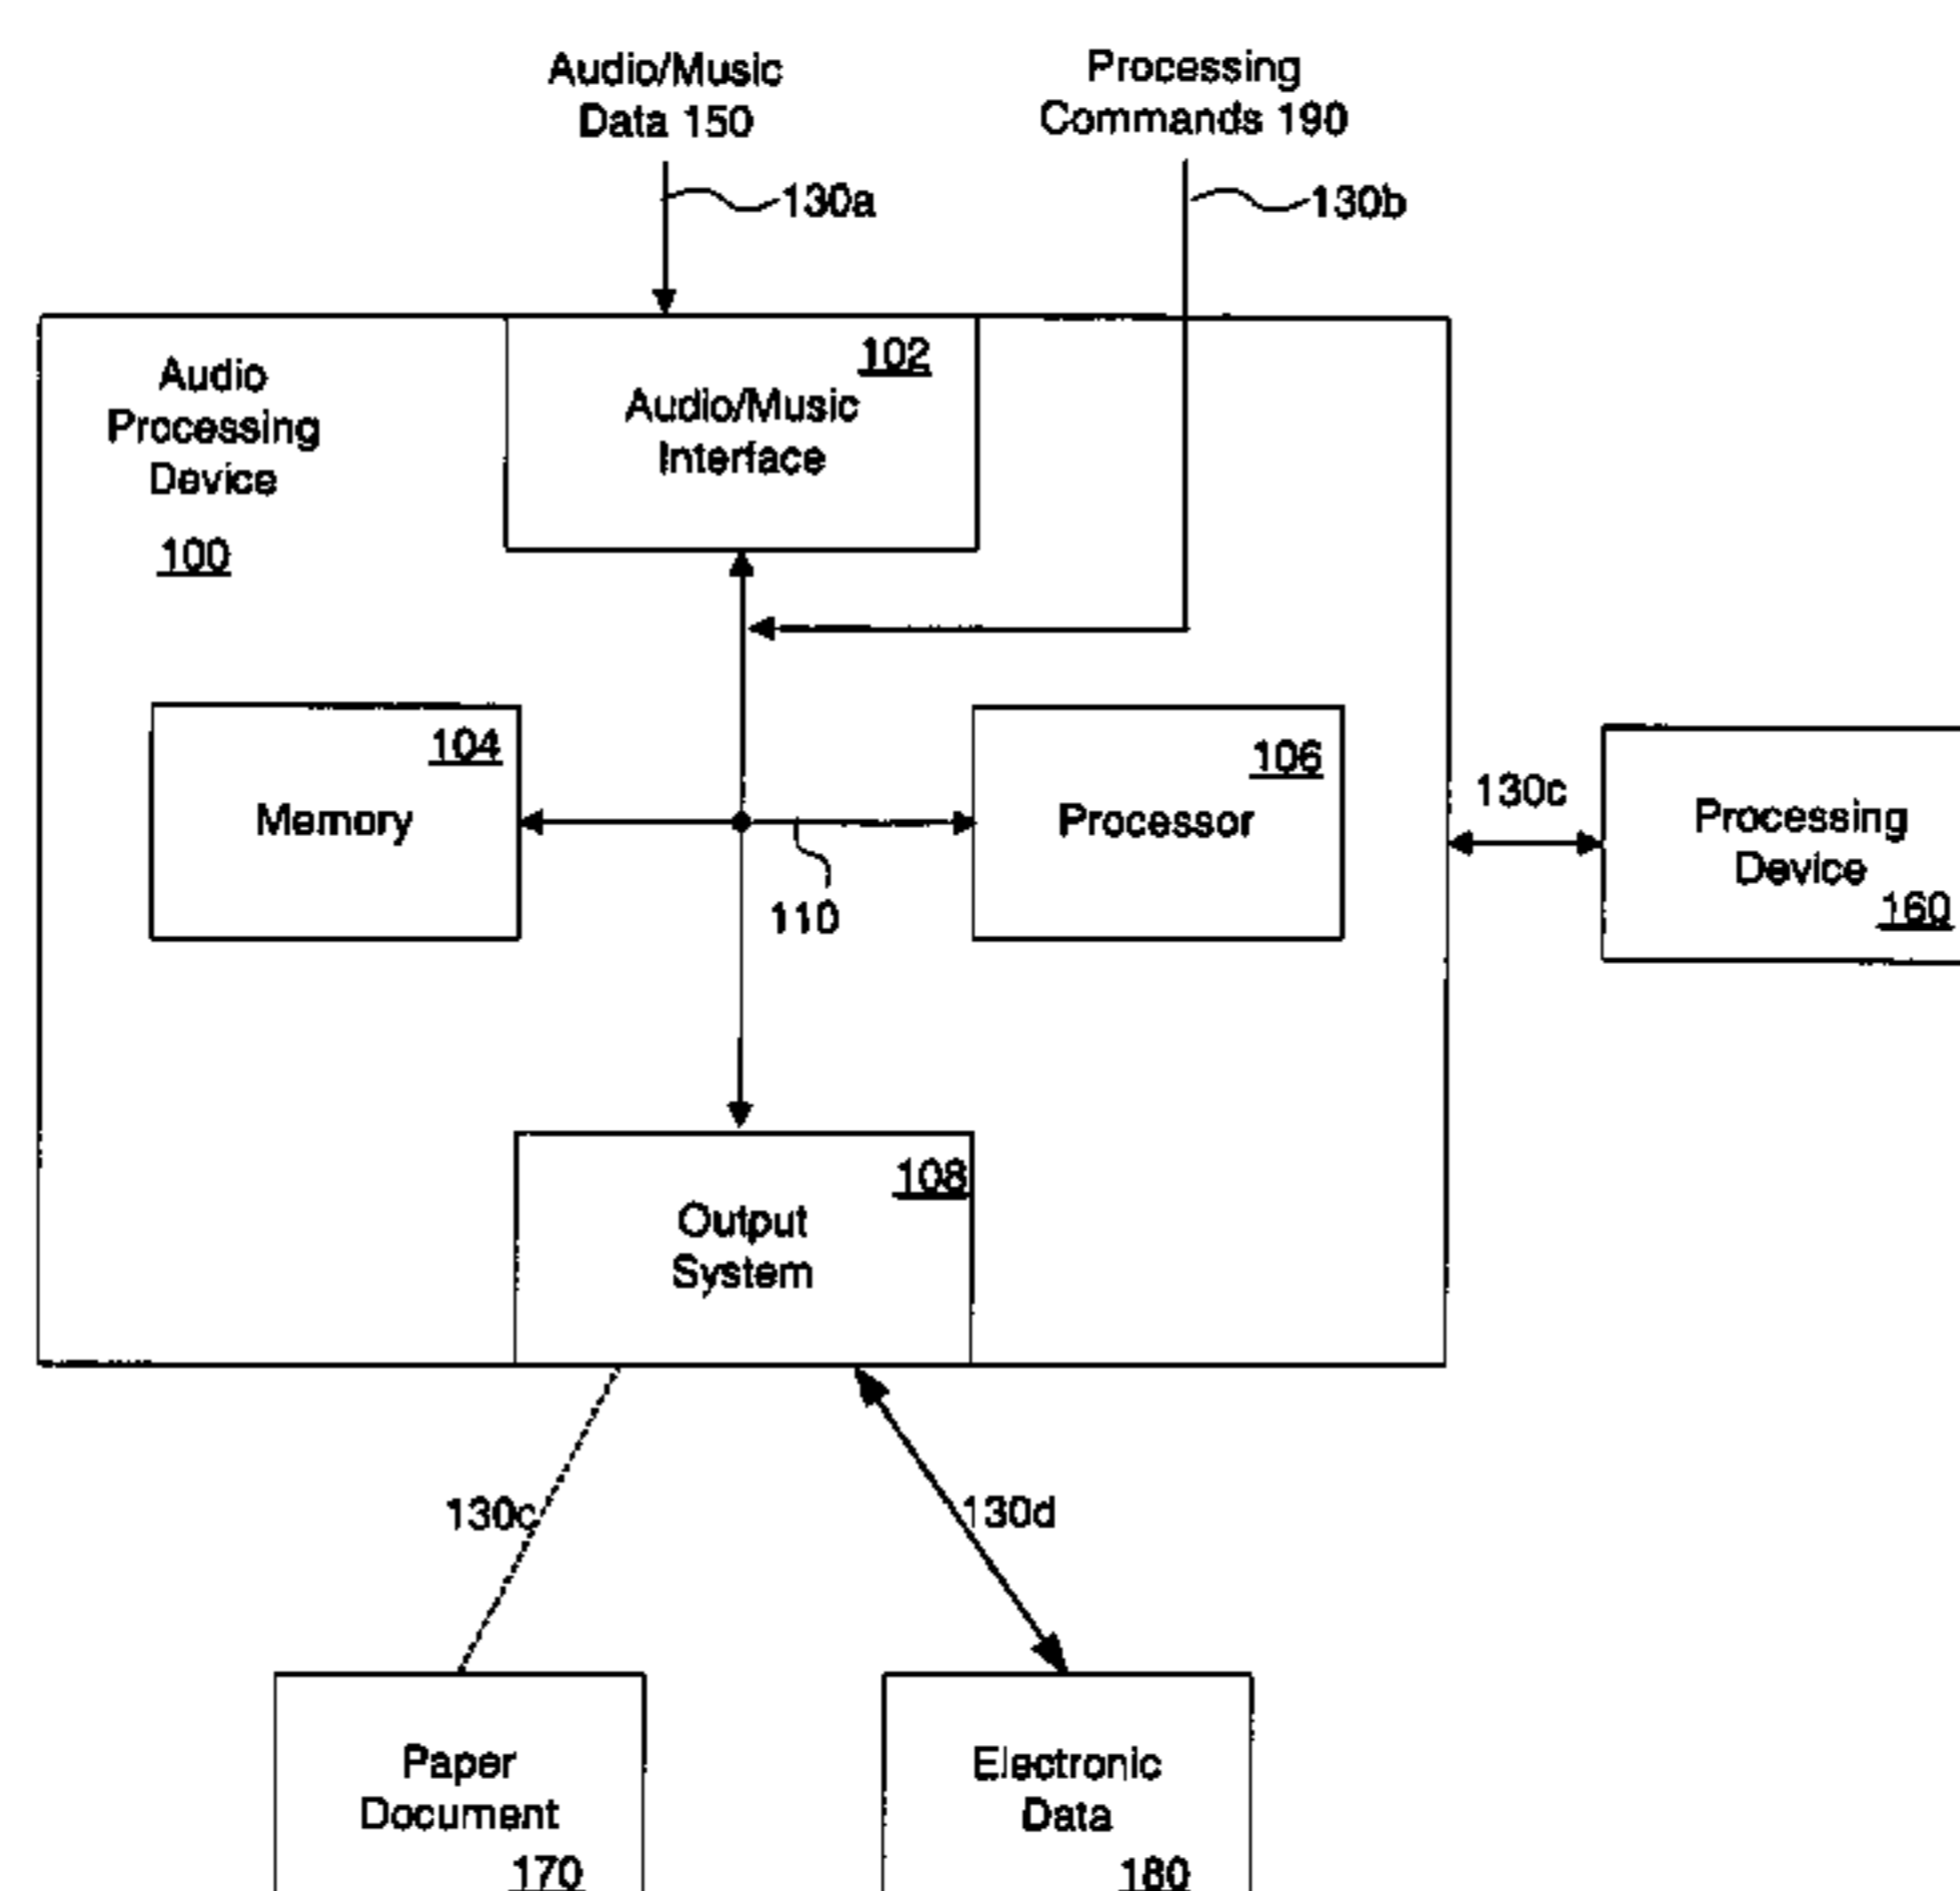 Audio/Music
Data 150
Processing
Commands 190
130a
130b
Audio
Processing
Device
100
102
Audio/Music
Interface
104
Memory
106
Processor
110
130c
Processing
Device
160
108
Output
System
130c
130d
Paper
Document
170
Electronic
Data
180